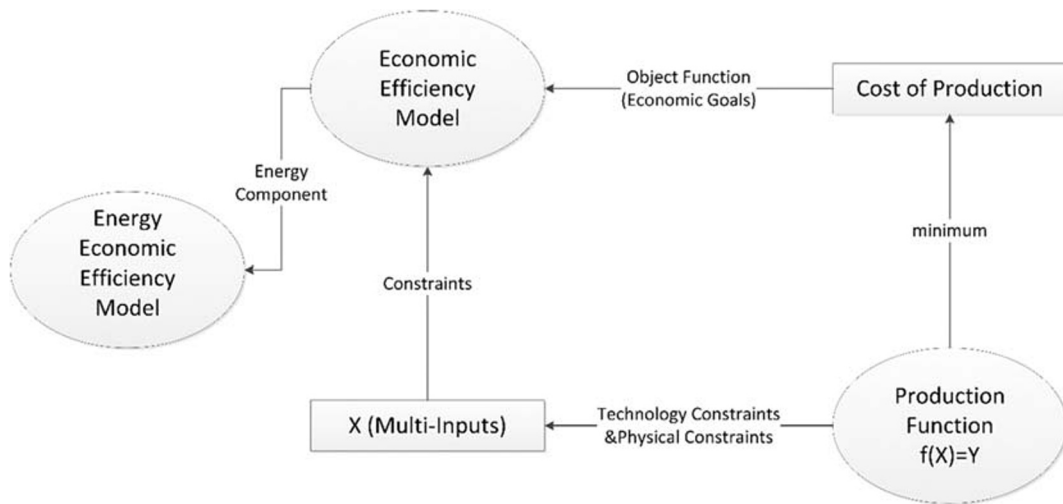 Economic
Efficiency
Model
Object Function
(Economic Goals)
Cost of Production
Energy
Component
Energy
Economic
Efficiency
Model
Constraints
minimum
X (Multi-Inputs)
Technology Constraints
&Physical Constraints
Production
Function
f(X)=Y